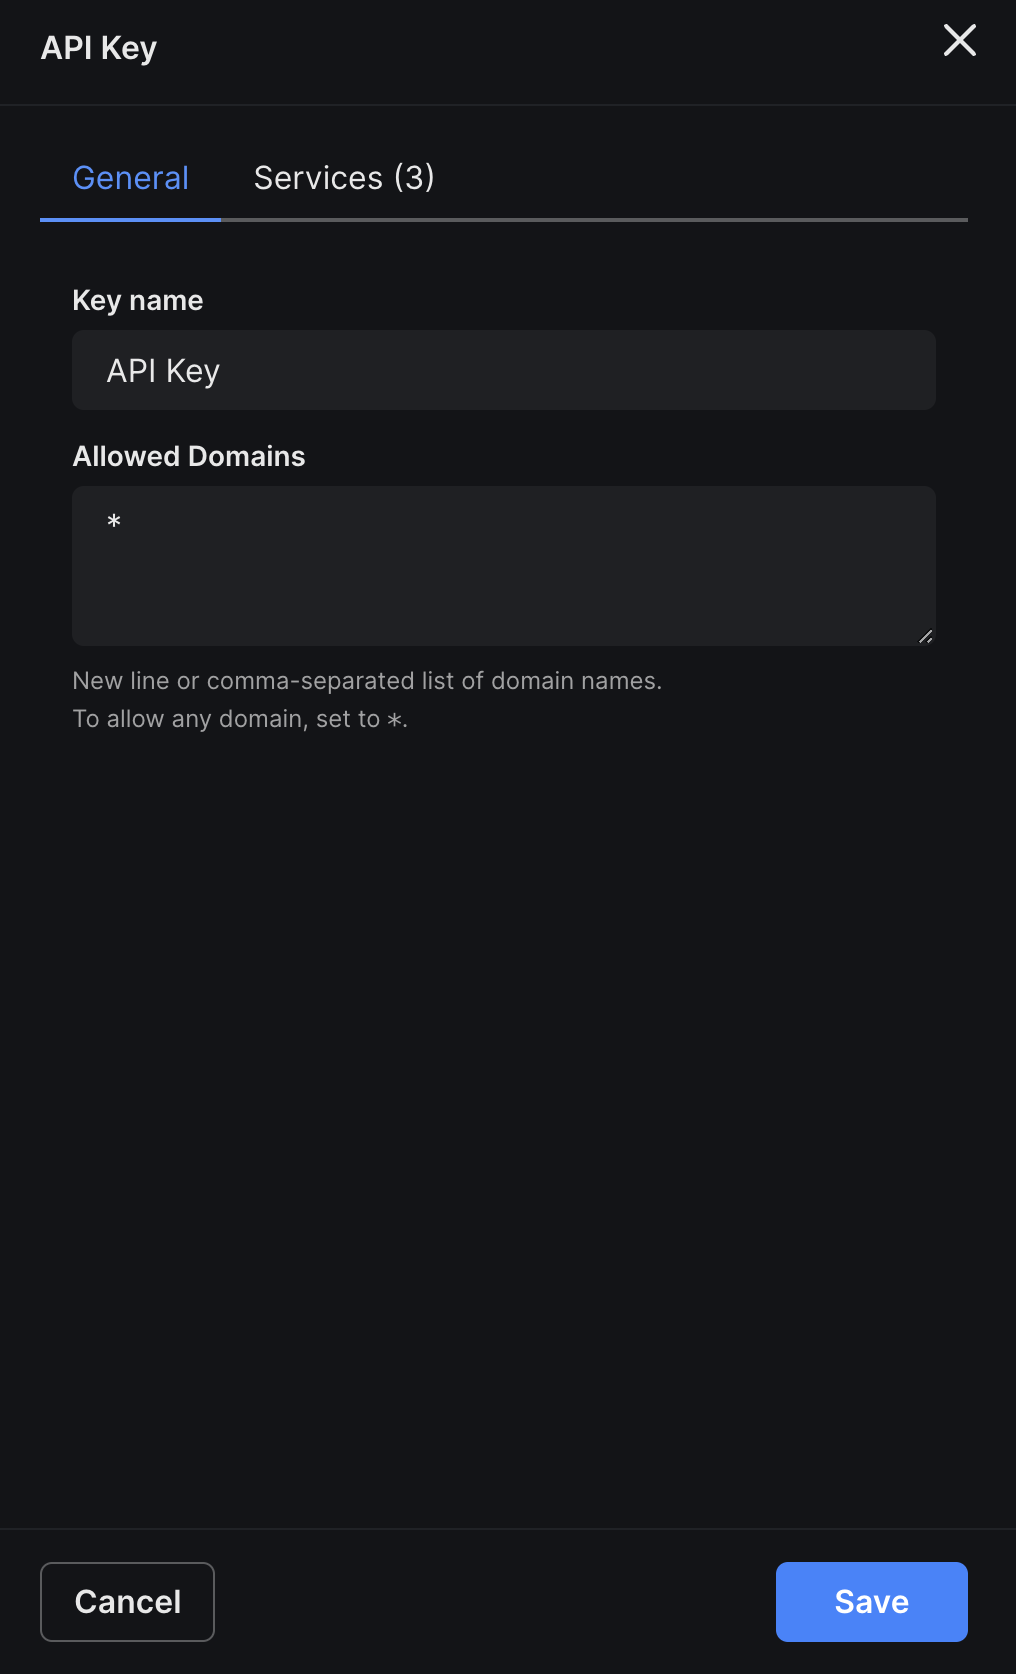 API Key
General Services (3)
Key name
API Key
Allowed Domains
*
New line or comma-separated list of domain names.
To allow any domain, set to *.
Cancel Save